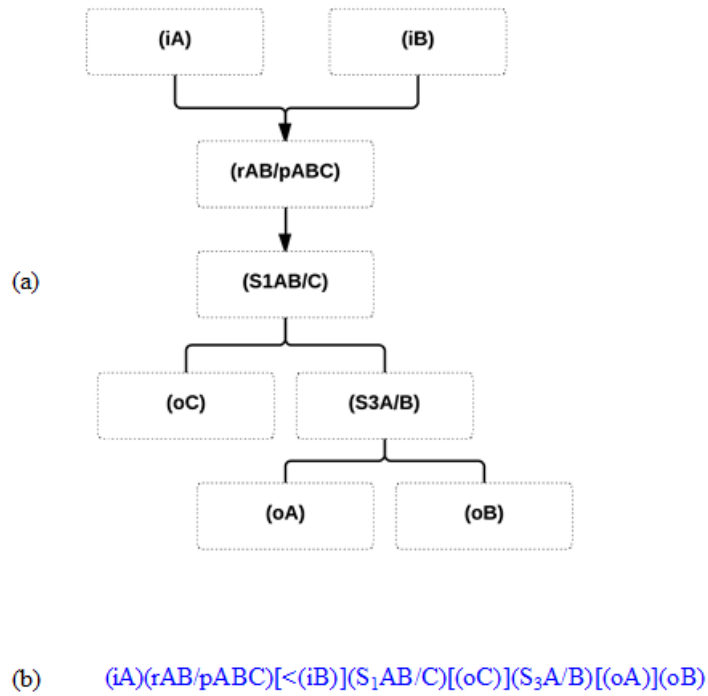 (iA) (iB)
(rAB/pABC)
(a) (S1AB/C)
(oC) (S3A/B)
(oA) (oB)
(b) (iA)(rAB/pABC)[<(iB)](S₁AB/C)[(oC)](S₃A/B)[(oA)](oB)